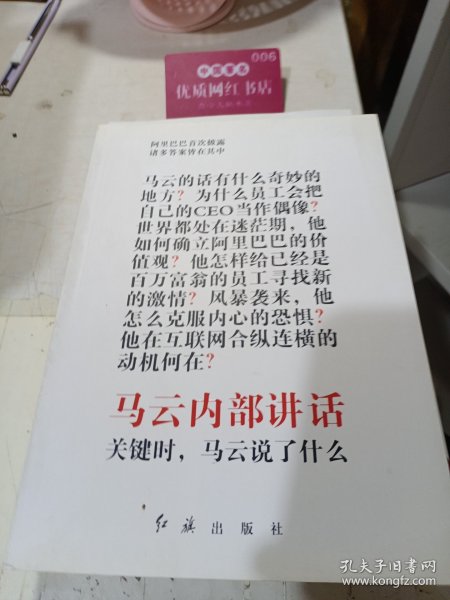 006
中国著名
优质网红书店
阿里巴巴首次披露
诸多答案皆在其中
马云的话有什么奇妙的
地方？为什么员工会把
自己的CEO当作偶像？
世界都处在迷茫期，他
如何确立阿里巴巴的价
值观？他怎样给已经是
百万富翁的员工寻找新
的激情？风暴袭来，他
怎么克服内心的恐惧？
他在互联网合纵连横的
动机何在？
马云内部讲话
关键时，马云说了什么
红旗出版社
孔夫子旧书网
www.kongfz.com